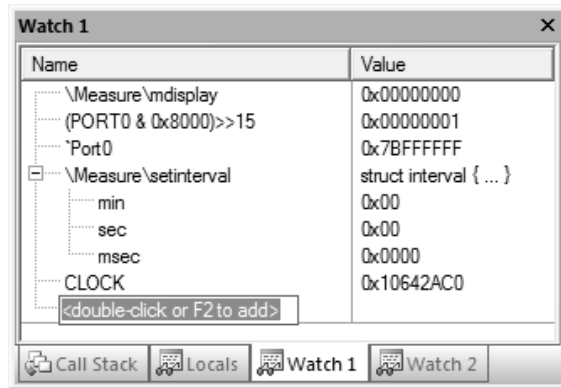 Watch 1
Name Value
\Measure\mdisplay 0x00000000
(PORT0 & 0x8000)>>15 0x00000001
`Port0 0x7BFFFFFF
\Measure\setinterval struct interval { ... }
min 0x00
sec 0x00
msec 0x0000
CLOCK 0x10642AC0
<double-click or F2 to add>
Call Stack Locals Watch 1 Watch 2